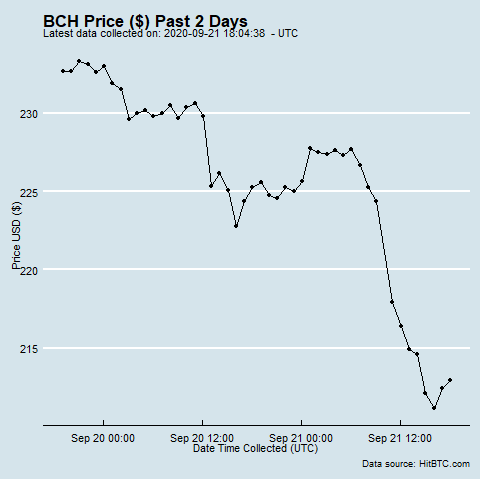 BCH Price ($) Past 2 Days
Latest data collected on: 2020-09-21 18:04:38 - UTC
230
225
220
215
Price USD ($)
Sep 20 00:00 Sep 20 12:00 Sep 21 00:00 Sep 21 12:00
Date Time Collected (UTC)
Data source: HitBTC.com